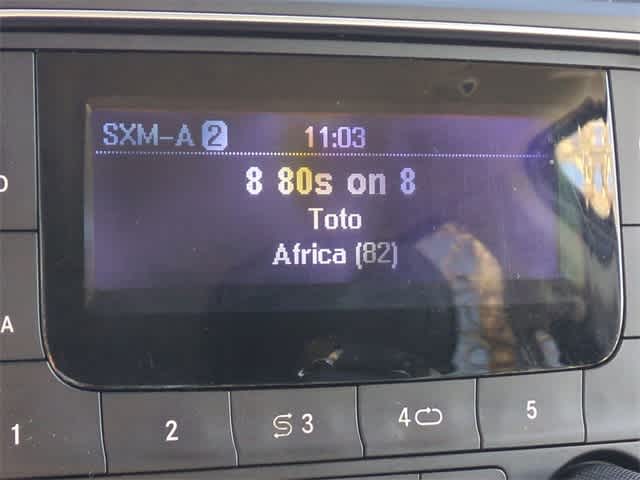 SXM-A 2 11:03
8 80s on 8
Toto
Africa (82)
D
A
1 2 3 4 5